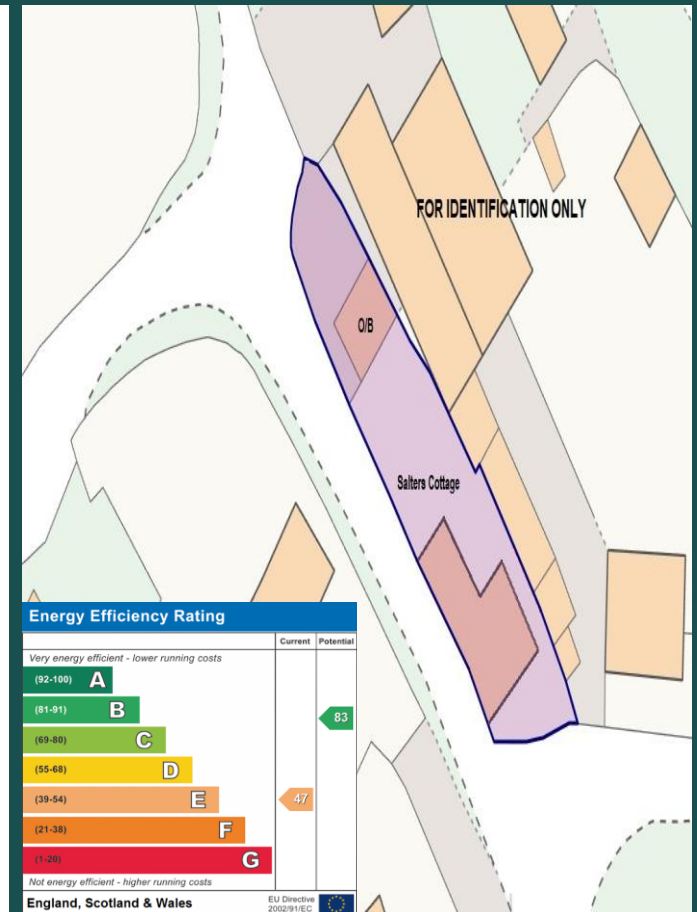 FOR IDENTIFICATION ONLY
O/B
Salters Cottage
Energy Efficiency Rating
Current Potential
Very energy efficient - lower running costs
(92-100) A
(81-91) B
83
(69-80) C
(55-68) D
(39-54) E
47
(21-38) F
(1-20) G
Not energy efficient - higher running costs
England, Scotland & Wales
EU Directive
2002/91/EC